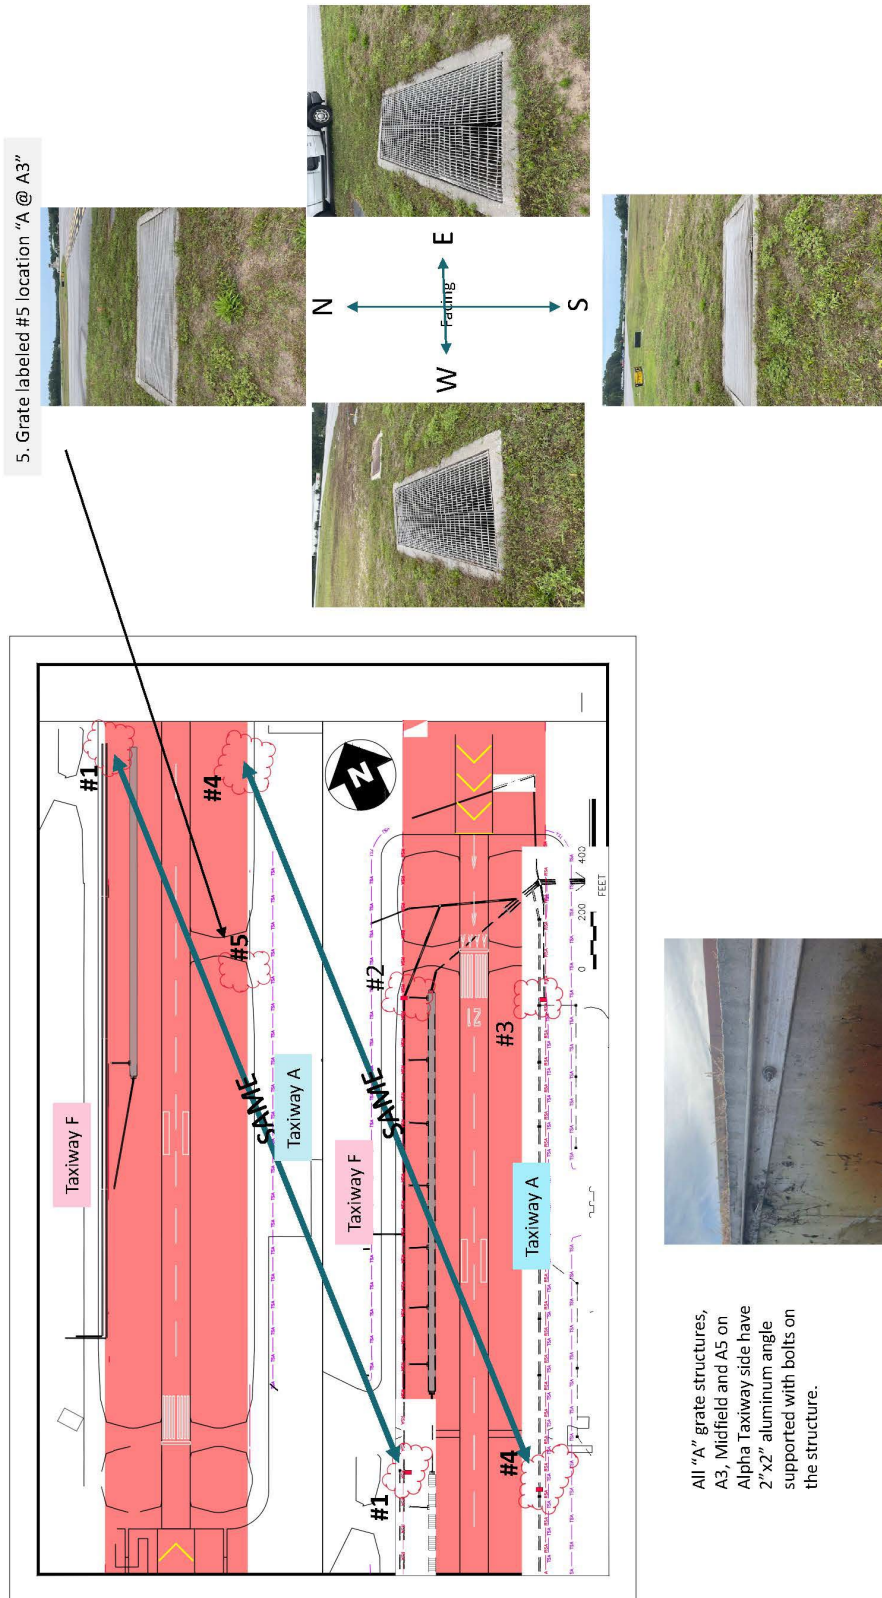 5. Grate labeled #5 location “A @ A3”
N
W
E
Facing
S
#1
#4
#5
Taxiway F
SAME
Taxiway A
N
#2
#3
SAME
Taxiway F
21
Taxiway A
#1
#4
0 200 400
FEET
All “A” grate structures,
A3, Midfield and A5 on
Alpha Taxiway side have
2”x2” aluminum angle
supported with bolts on
the structure.